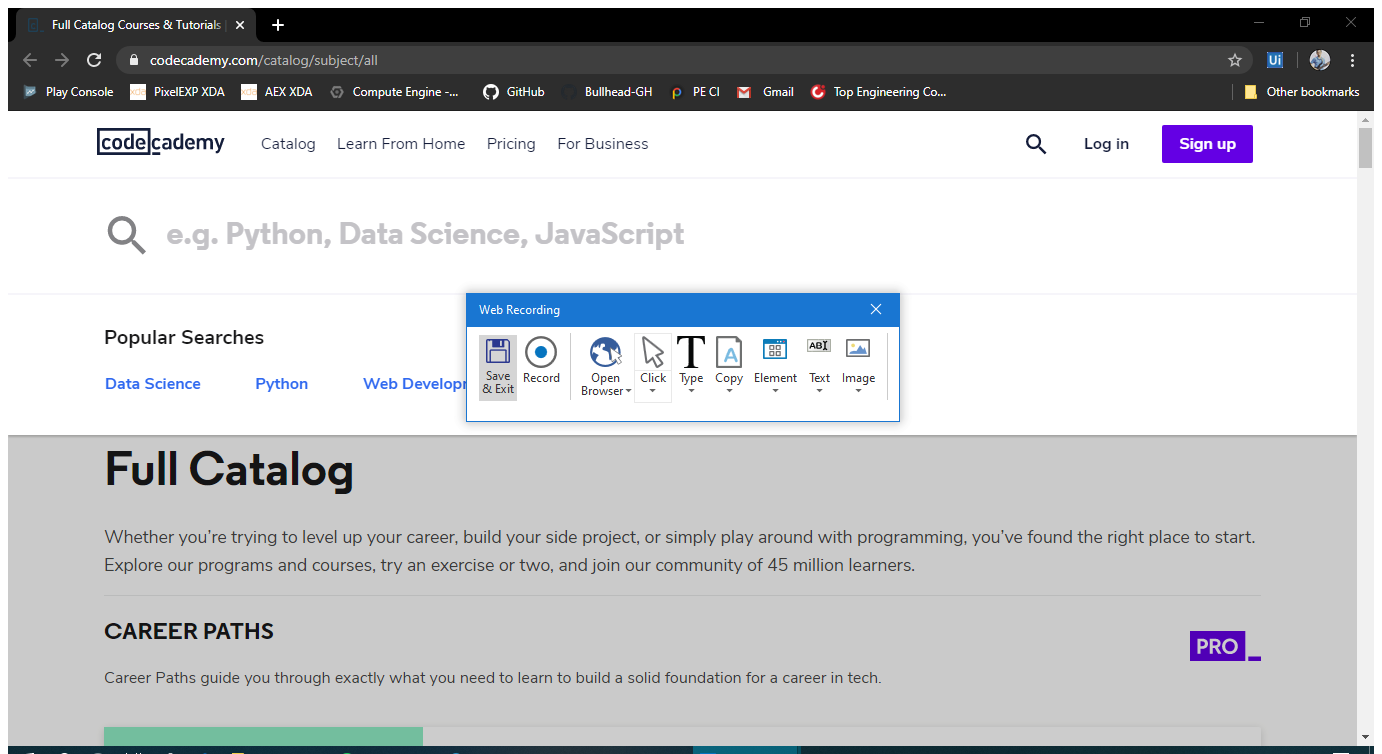 Full Catalog Courses & Tutorials
codecademy.com/catalog/subject/all
Ui
Play Console PixelEXP XDA AEX XDA Compute Engine -... GitHub Bullhead-GH PE CI Gmail Top Engineering Co... Other bookmarks
codecademy Catalog Learn From Home Pricing For Business Log in Sign up
e.g. Python, Data Science, JavaScript
Popular Searches
Data Science Python Web Develop
Web Recording
Save & Exit Record Open Browser Click Type Copy Element Text Image
T A ABI
Full Catalog
Whether you’re trying to level up your career, build your side project, or simply play around with programming, you’ve found the right place to start.
Explore our programs and courses, try an exercise or two, and join our community of 45 million learners.
CAREER PATHS
PRO_
Career Paths guide you through exactly what you need to learn to build a solid foundation for a career in tech.